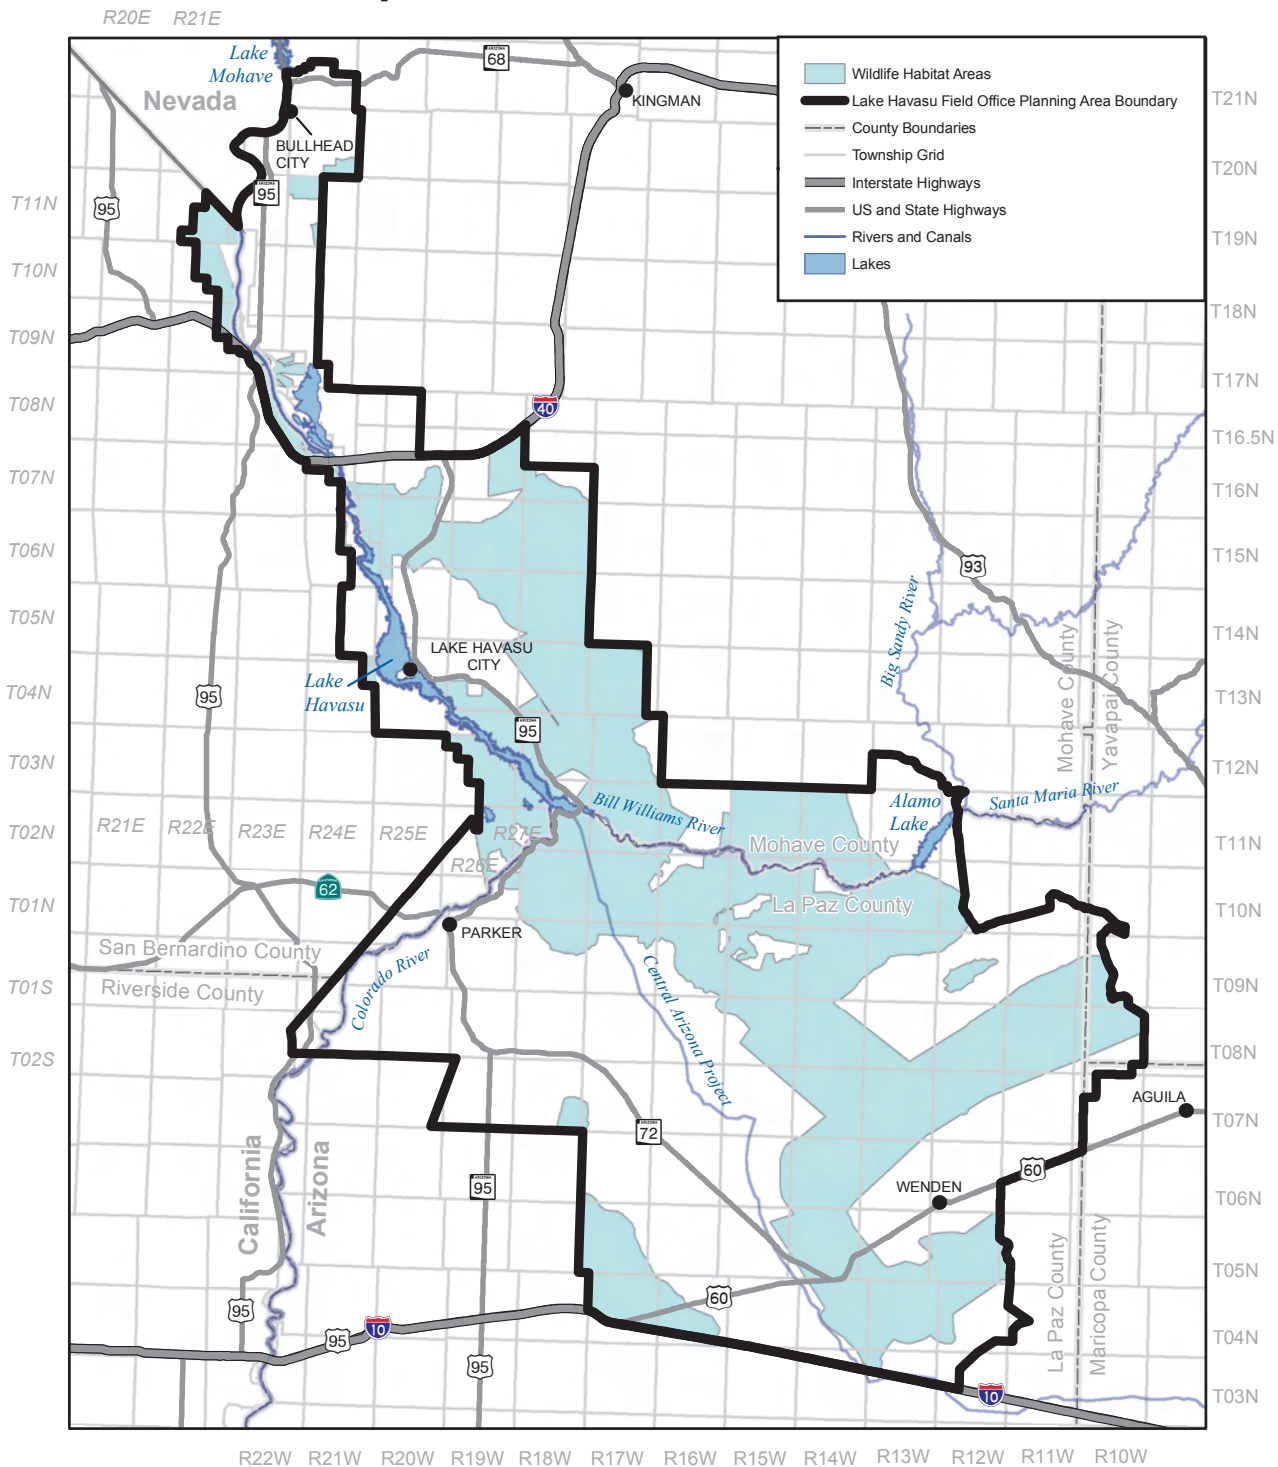 R20E R21E
Lake
Mohave
Nevada
BULLHEAD
CITY
ARIZONA
68
KINGMAN
Wildlife Habitat Areas
Lake Havasu Field Office Planning Area Boundary
County Boundaries
Township Grid
Interstate Highways
US and State Highways
Rivers and Canals
Lakes
95
ARIZONA
95
40
93
Big Sandy River
Mohave County
Yavapai County
LAKE HAVASU
CITY
Lake
Havasu
95
ARIZONA
95
Bill Williams River
Alamo
Lake
Santa Maria River
R21E R22E R23E R24E R25E R26E R27E
Mohave County
La Paz County
62
PARKER
San Bernardino County
Riverside County
Colorado River
Central Arizona Project
ARIZONA
72
AGUILA
60
WENDEN
California
Arizona
ARIZONA
95
60
La Paz County
Maricopa County
95
95
10
95
10
T11N
T10N
T09N
T08N
T07N
T06N
T05N
T04N
T03N
T02N
T01N
T01S
T02S
T21N
T20N
T19N
T18N
T17N
T16.5N
T16N
T15N
T14N
T13N
T12N
T11N
T10N
T09N
T08N
T07N
T06N
T05N
T04N
T03N
R22W R21W R20W R19W R18W R17W R16W R15W R14W R13W R12W R11W R10W